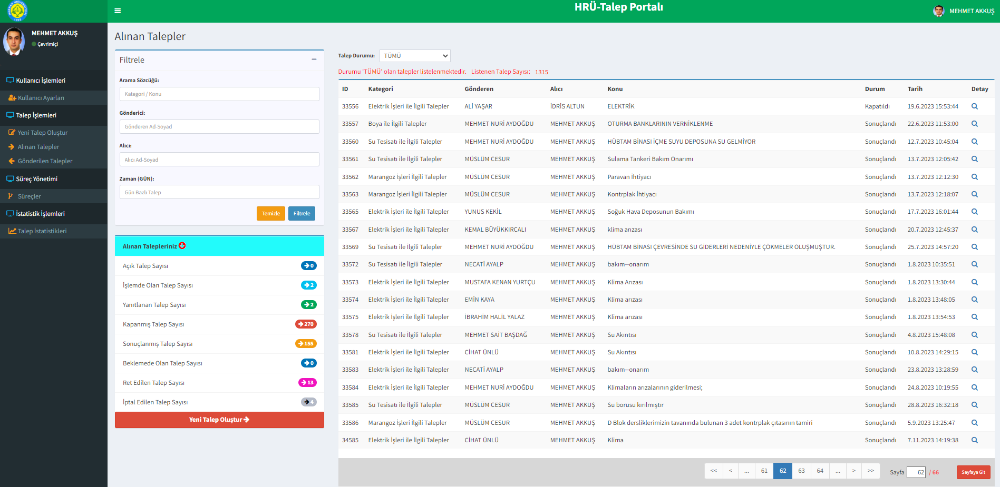 HRÜ-Talep Portalı
MEHMET AKKUŞ
MEHMET AKKUŞ
Çevrimiçi
Kullanıcı İşlemleri
Kullanıcı Ayarları
Talep İşlemleri
Yeni Talep Oluştur
Alınan Talepler
Gönderilen Talepler
Süreç Yönetimi
Süreçler
İstatistik İşlemleri
Talep İstatistikleri
Alınan Talepler
Filtrele
Arama Sözcüğü:
Kategori / Konu
Gönderici:
Gönderen Ad-Soyad
Alıcı:
Alıcı Ad-Soyad
Zaman (GÜN):
Gün Bazlı Talep
Temizle Filtrele
Alınan Talepleriniz
Açık Talep Sayısı 0
İşlemde Olan Talep Sayısı 2
Yanıtlanan Talep Sayısı 2
Kapanmış Talep Sayısı 270
Sonuçlanmış Talep Sayısı 155
Beklemede Olan Talep Sayısı 0
Ret Edilen Talep Sayısı 13
İptal Edilen Talep Sayısı 4
Yeni Talep Oluştur
Talep Durumu: TÜMÜ
Durumu 'TÜMÜ' olan talepler listelenmektedir. Listenen Talep Sayısı: 1315
ID Kategori Gönderen Alıcı Konu Durum Tarih Detay
33556 Elektrik İşleri ile İlgili Talepler ALİ YAŞAR İDRİS ALTUN ELEKTRİK Kapatıldı 19.6.2023 15:53:44
33557 Boya ile İlgili Talepler MEHMET NURİ AYDOĞDU MEHMET AKKUŞ OTURMA BANKLARININ VERNİKLENME Sonuçlandı 22.6.2023 11:53:00
33560 Su Tesisatı ile İlgili Talepler MEHMET NURİ AYDOĞDU MEHMET AKKUŞ HÜBTAM BİNASI İÇME SUYU DEPOSUNA SU GELMİYOR Sonuçlandı 12.7.2023 10:45:04
33561 Su Tesisatı ile İlgili Talepler MÜSLÜM CESUR MEHMET AKKUŞ Sulama Tankeri Bakım Onarımı Sonuçlandı 13.7.2023 12:05:42
33562 Marangoz İşleri İlgili Talepler MÜSLÜM CESUR MEHMET AKKUŞ Paravan İhtiyacı Sonuçlandı 13.7.2023 12:12:30
33563 Marangoz İşleri İlgili Talepler MÜSLÜM CESUR MEHMET AKKUŞ Kontrplak İhtiyacı Sonuçlandı 13.7.2023 12:18:07
33565 Elektrik İşleri ile İlgili Talepler YUNUS KEKİL MEHMET AKKUŞ Soğuk Hava Deposunun Bakımı Sonuçlandı 17.7.2023 16:01:44
33567 Elektrik İşleri ile İlgili Talepler KEMAL BÜYÜKKIRCALI MEHMET AKKUŞ klima arızası Sonuçlandı 20.7.2023 12:45:37
33569 Su Tesisatı ile İlgili Talepler MEHMET NURİ AYDOĞDU MEHMET AKKUŞ HÜBTAM BİNASI ÇEVRESİNDE SU GİDERLERİ NEDENİYLE ÇÖKMELER OLUŞMUŞTUR. Sonuçlandı 25.7.2023 14:57:20
33572 Su Tesisatı ile İlgili Talepler NECATİ AYALP MEHMET AKKUŞ bakım--onarım Sonuçlandı 1.8.2023 10:35:51
33573 Elektrik İşleri ile İlgili Talepler MUSTAFA KENAN YURTÇU MEHMET AKKUŞ Klima Arızası Sonuçlandı 1.8.2023 13:30:44
33574 Elektrik İşleri ile İlgili Talepler EMİN KAYA MEHMET AKKUŞ Klima arızası Sonuçlandı 1.8.2023 13:48:05
33575 Elektrik İşleri ile İlgili Talepler İBRAHİM HALİL YALAZ MEHMET AKKUŞ Klima arızası Sonuçlandı 1.8.2023 13:54:53
33578 Su Tesisatı ile İlgili Talepler MEHMET SAİT BAŞDAĞ MEHMET AKKUŞ Su Akıntısı Sonuçlandı 4.8.2023 15:48:08
33581 Elektrik İşleri ile İlgili Talepler CİHAT ÜNLÜ MEHMET AKKUŞ Su Akıntısı Sonuçlandı 10.8.2023 14:29:15
33583 Elektrik İşleri ile İlgili Talepler NECATİ AYALP MEHMET AKKUŞ bakım--onarım Sonuçlandı 23.8.2023 13:28:59
33584 Elektrik İşleri ile İlgili Talepler MEHMET NURİ AYDOĞDU MEHMET AKKUŞ Klimaların arızalarının giderilmesi; Sonuçlandı 24.8.2023 10:19:55
33585 Su Tesisatı ile İlgili Talepler MÜSLÜM CESUR MEHMET AKKUŞ Su borusu kırılmıştır Sonuçlandı 28.8.2023 16:32:18
33586 Marangoz İşleri İlgili Talepler MÜSLÜM CESUR MEHMET AKKUŞ D Blok dersliklerimizin tavanında bulunan 3 adet kontrplak çıtasının tamiri Sonuçlandı 5.9.2023 13:25:47
34585 Elektrik İşleri ile İlgili Talepler CİHAT ÜNLÜ MEHMET AKKUŞ Klima Sonuçlandı 7.11.2023 14:19:38
<< < ... 61 62 63 64 ... > >> Sayfa 62 / 66 Sayfaya Git